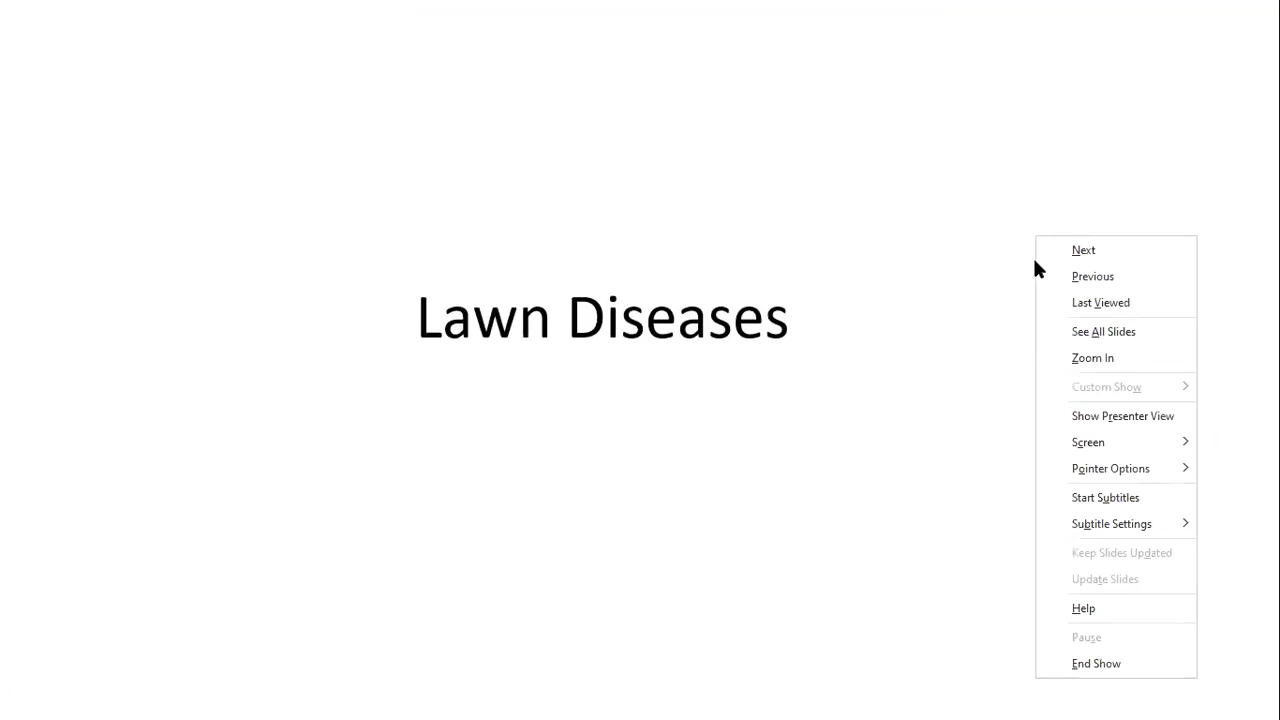 Lawn Diseases
Next
Previous
Last Viewed
See All Slides
Zoom In
Custom Show
Show Presenter View
Screen
Pointer Options
Start Subtitles
Subtitle Settings
Keep Slides Updated
Update Slides
Help
Pause
End Show